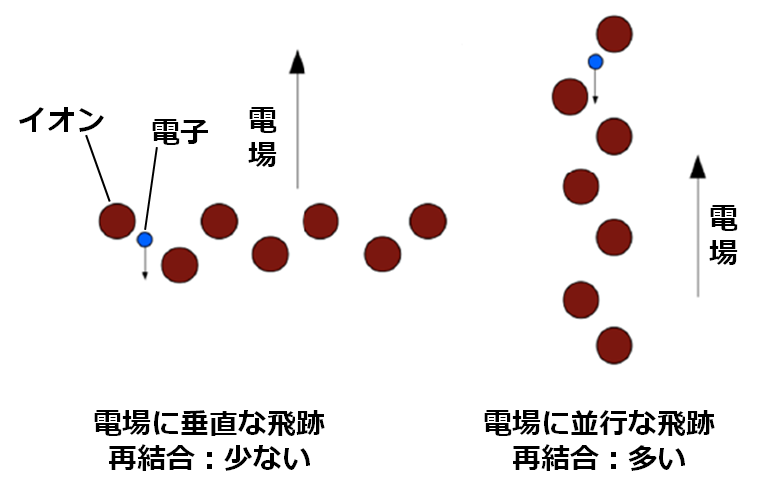 イオン
電子
電場
電場
電場に垂直な飛跡
再結合：少ない
電場に並行な飛跡
再結合：多い